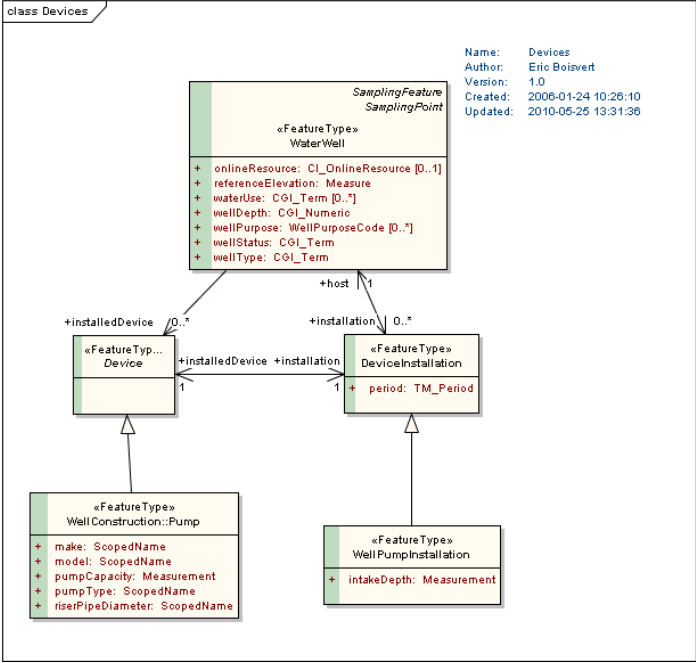 class Devices
Name: Devices
Author: Eric Boisvert
Version: 1.0
Created: 2006-01-24 10:26:10
Updated: 2010-05-25 13:31:36
SamplingFeature
SamplingPoint
«FeatureType»
WaterWell
+ onlineResource: CI_OnlineResource [0..1]
+ referenceElevation: Measure
+ waterUse: CGI_Term [0..*]
+ wellDepth: CGI_Numeric
+ wellPurpose: WellPurposeCode [0..*]
+ wellStatus: CGI_Term
+ wellType: CGI_Term
+host 1
+installedDevice 0..*
+installation 0..*
«FeatureTyp...
Device
+installedDevice +installation
1 1
«FeatureType»
DeviceInstallation
+ period: TM_Period
«FeatureType»
WellConstruction::Pump
+ make: ScopedName
+ model: ScopedName
+ pumpCapacity: Measurement
+ pumpType: ScopedName
+ riserPipeDiameter: ScopedName
«FeatureType»
WellPumpInstallation
+ intakeDepth: Measurement